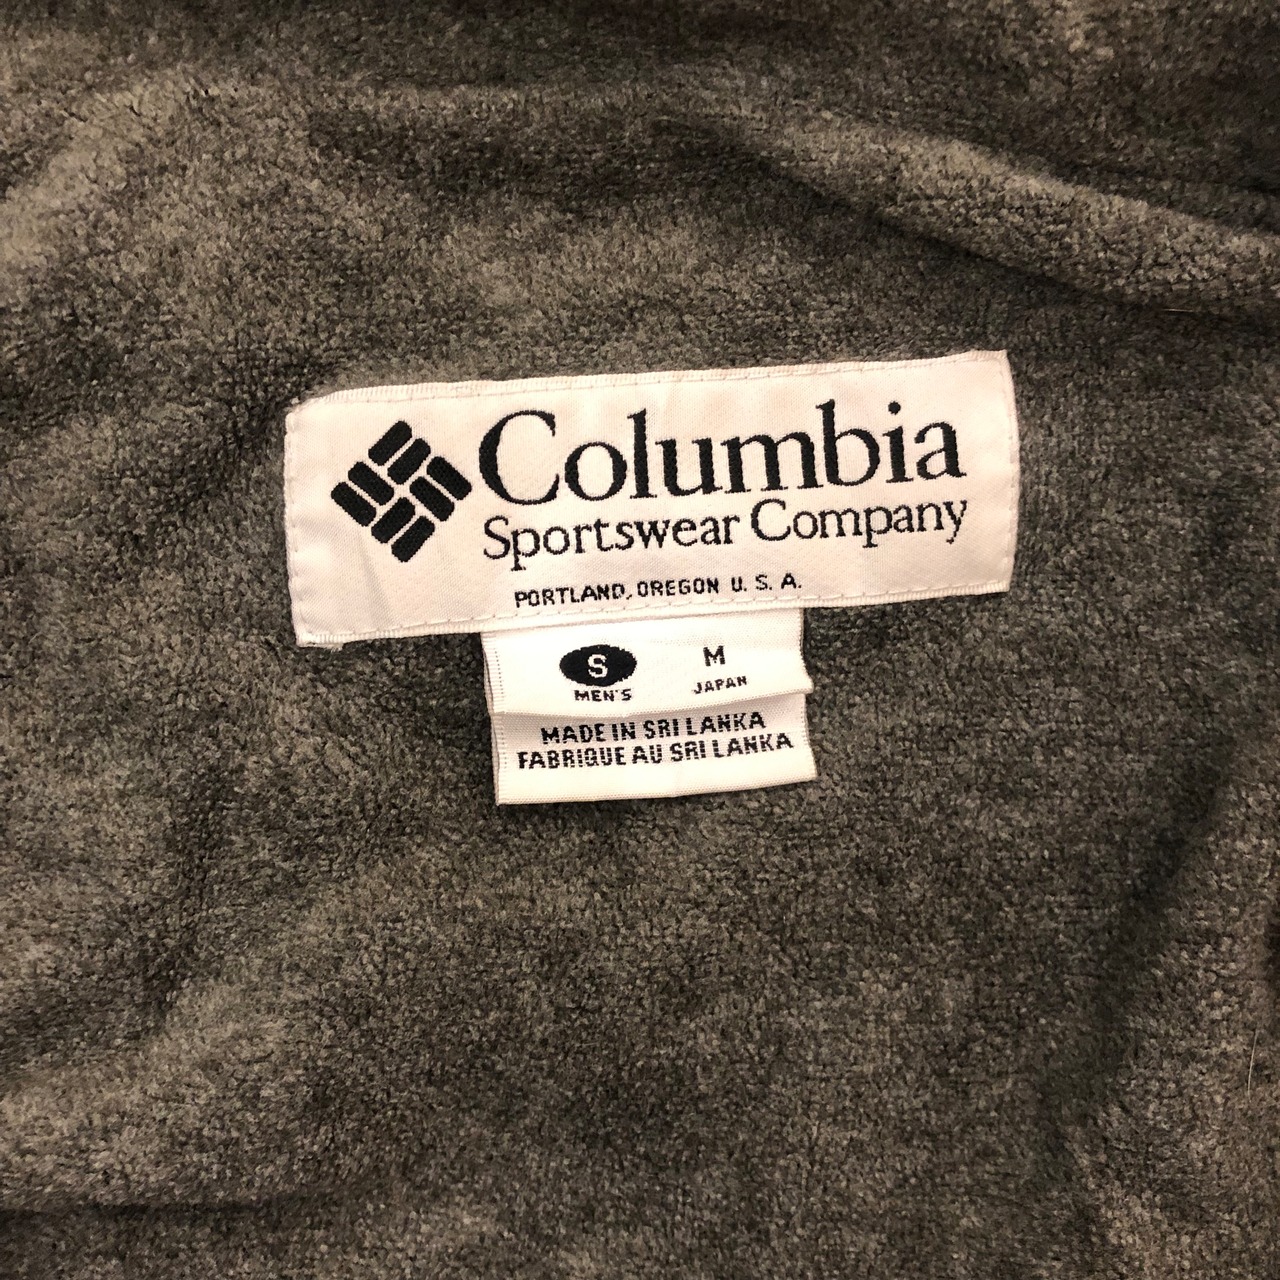 Columbia
Sportswear Company
PORTLAND, OREGON U. S. A.
S M
MEN'S JAPAN
MADE IN SRI LANKA
FABRIQUE AU SRI LANKA